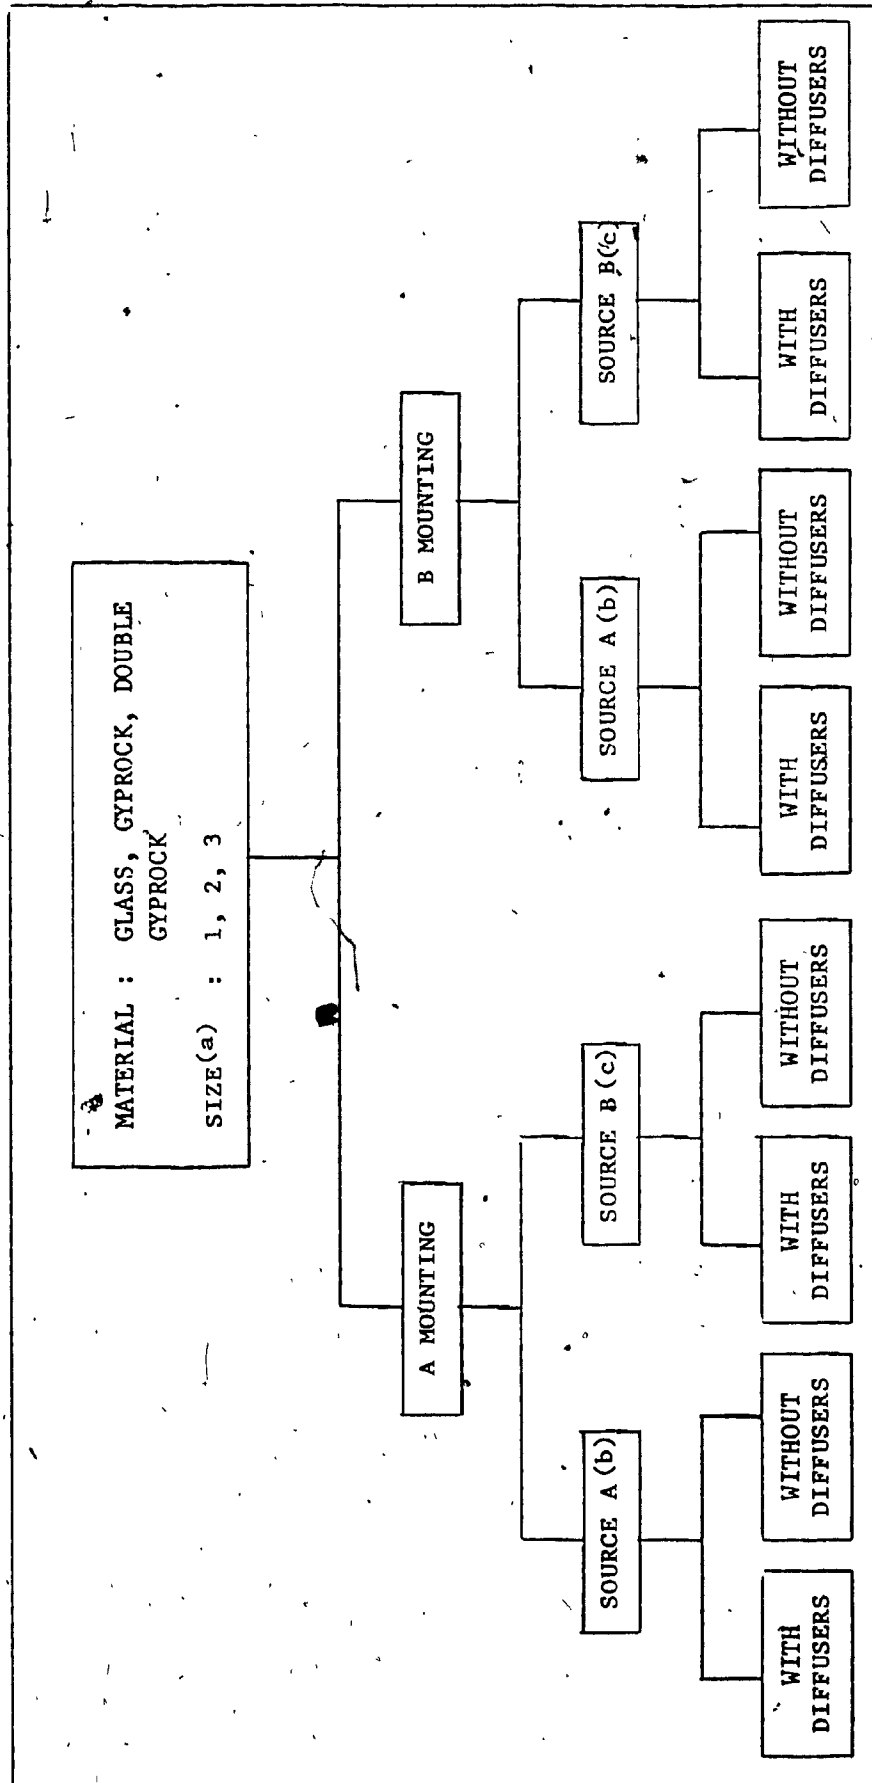 MATERIAL : GLASS, GYPROCK, DOUBLE
GYPROCK
SIZE(a) : 1, 2, 3
A MOUNTING
B MOUNTING
SOURCE A(b)
SOURCE B(c)
SOURCE A(b)
SOURCE B(c)
WITH
DIFFUSERS
WITHOUT
DIFFUSERS
WITH
DIFFUSERS
WITHOUT
DIFFUSERS
WITH
DIFFUSERS
WITHOUT
DIFFUSERS
WITH
DIFFUSERS
WITHOUT
DIFFUSERS